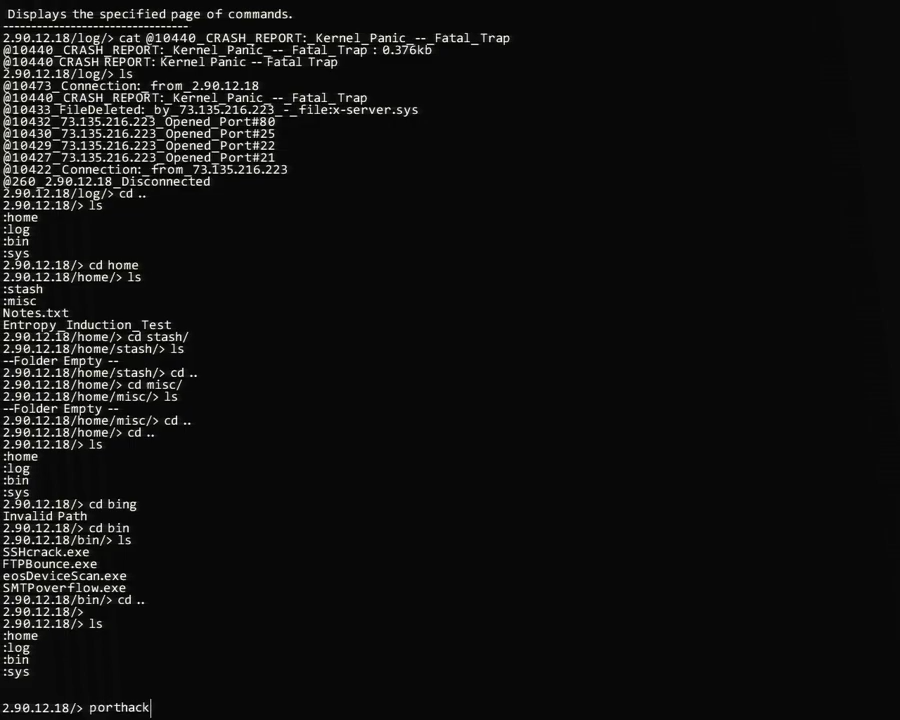 Displays the specified page of commands.
--------------------------------
2.90.12.18/log/> cat @10440_CRASH_REPORT:_Kernel_Panic_--_Fatal_Trap
@10440_CRASH_REPORT:_Kernel_Panic_--_Fatal_Trap : 0.376kb
@10440 CRASH REPORT: Kernel Panic -- Fatal Trap
2.90.12.18/log/> ls
@10473_Connection:_from_2.90.12.18
@10440_CRASH_REPORT:_Kernel_Panic_--_Fatal_Trap
@10433_FileDeleted:_by_73.135.216.223_-_file:x-server.sys
@10432_73.135.216.223_Opened_Port#80
@10430_73.135.216.223_Opened_Port#25
@10429_73.135.216.223_Opened_Port#22
@10427_73.135.216.223_Opened_Port#21
@10422_Connection:_from_73.135.216.223
@260_2.90.12.18_Disconnected
2.90.12.18/log/> cd ..
2.90.12.18/> ls
:home
:log
:bin
:sys
2.90.12.18/> cd home
2.90.12.18/home/> ls
:stash
:misc
Notes.txt
Entropy_Induction_Test
2.90.12.18/home/> cd stash/
2.90.12.18/home/stash/> ls
--Folder Empty --
2.90.12.18/home/stash/> cd ..
2.90.12.18/home/> cd misc/
2.90.12.18/home/misc/> ls
--Folder Empty --
2.90.12.18/home/misc/> cd ..
2.90.12.18/home/> cd ..
2.90.12.18/> ls
:home
:log
:bin
:sys
2.90.12.18/> cd bing
Invalid Path
2.90.12.18/> cd bin
2.90.12.18/bin/> ls
SSHcrack.exe
FTPBounce.exe
eosDeviceScan.exe
SMTPoverflow.exe
2.90.12.18/bin/> cd ..
2.90.12.18/>
2.90.12.18/> ls
:home
:log
:bin
:sys
2.90.12.18/> porthack